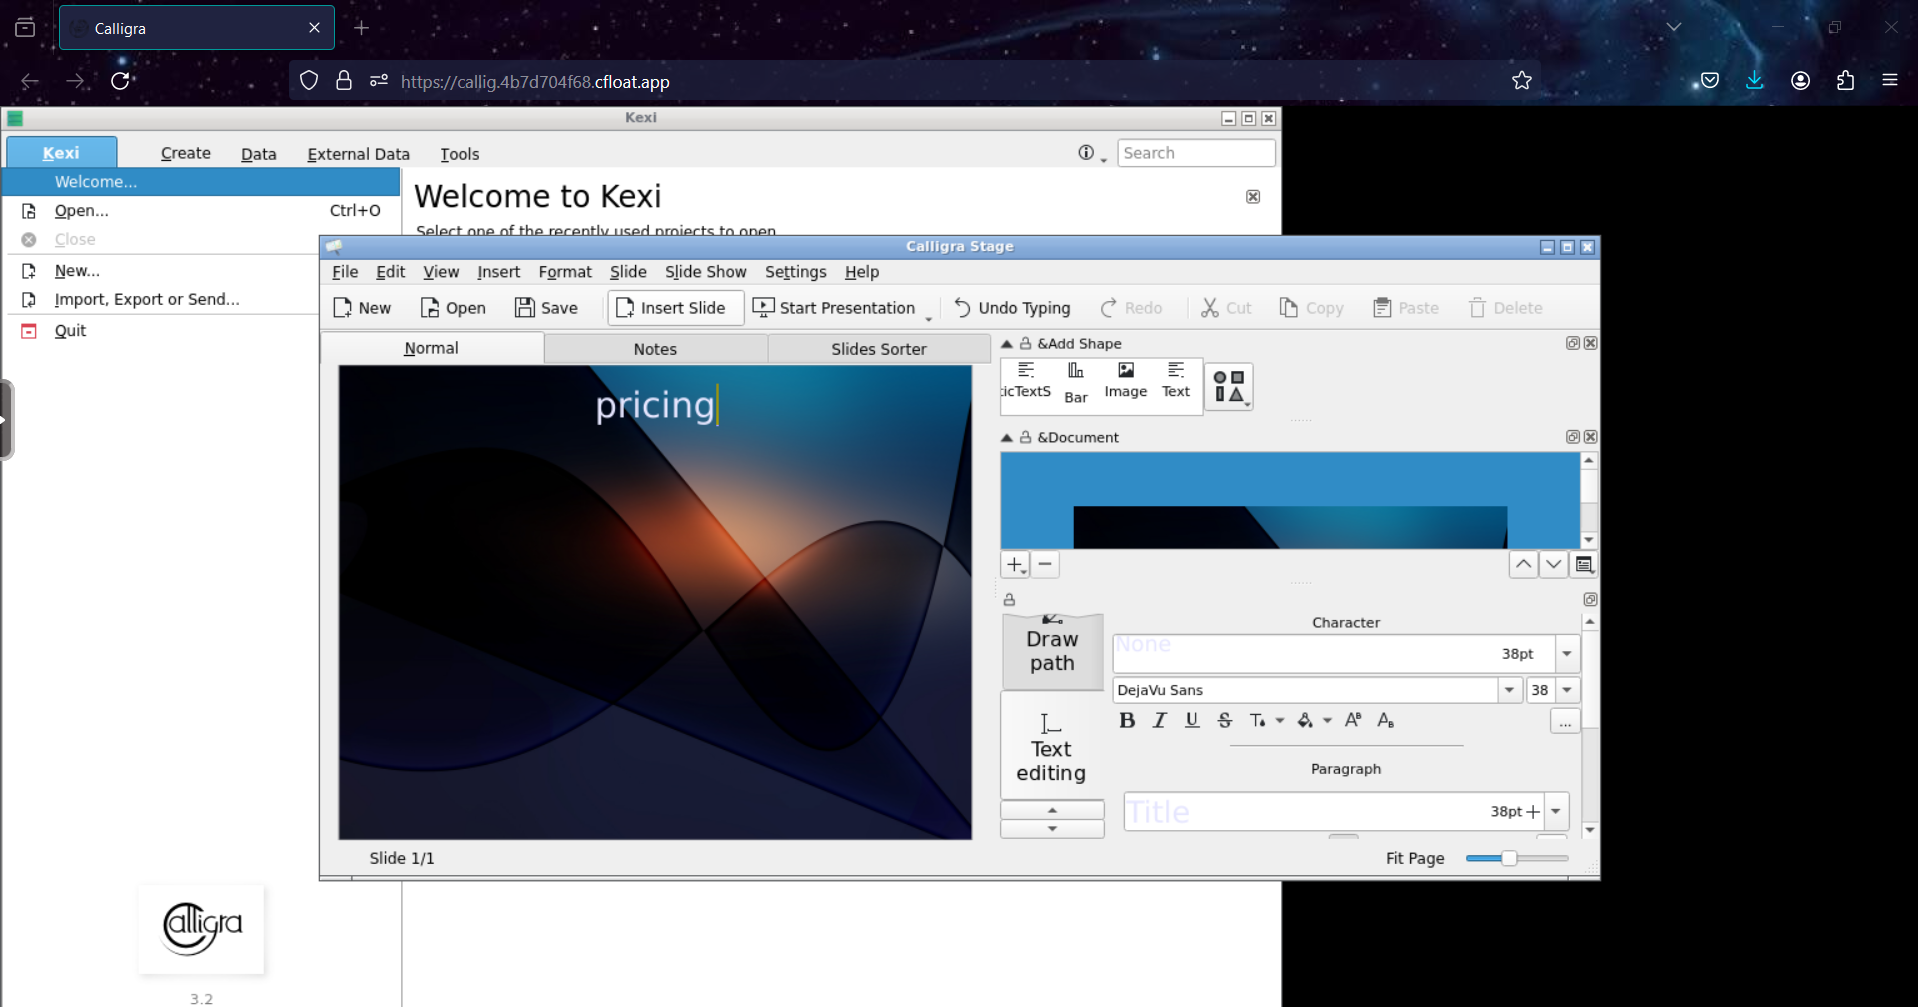 Calligra
https://callig.4b7d704f68.cfloat.app
Kexi
Kexi Create Data External Data Tools Search
Welcome...
Open... Ctrl+O
Close
New...
Import, Export or Send...
Quit
Welcome to Kexi
Select one of the recently used projects to open
Calligra Stage
File Edit View Insert Format Slide Slide Show Settings Help
New Open Save Insert Slide Start Presentation Undo Typing Redo Cut Copy Paste Delete
Normal Notes Slides Sorter
pricing
&Add Shape
icTextS Bar Image Text
&Document
Draw path
Text editing
Character
None 38pt
DejaVu Sans 38
B I U S
...
Paragraph
Title 38pt
Slide 1/1
Fit Page
Calligra
3.2